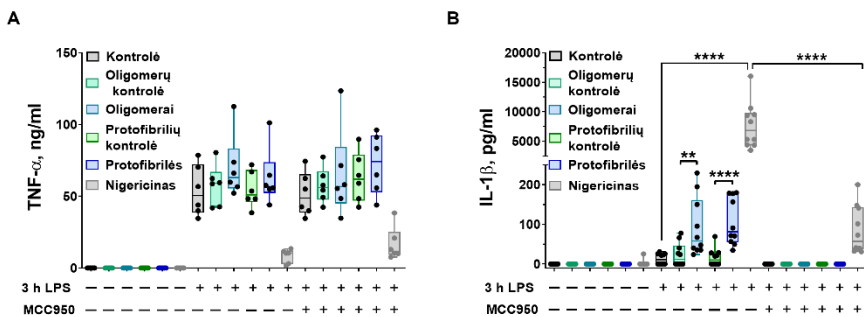 A
TNF-α, ng/ml
150
100
50
0
Kontrolė
Oligomerų
kontrolė
Oligomerai
Protofibrilių
kontrolė
Protofibrilės
Nigericinas
3 h LPS — — — — — — + + + + + + + + + + + +
MCC950 — — — — — — — — — — — — + + + + + +
B
IL-1β, pg/ml
20000
15000
10000
5000
200
100
0
Kontrolė
Oligomerų
kontrolė
Oligomerai
Protofibrilių
kontrolė
Protofibrilės
Nigericinas
**** ****
** ****
3 h LPS — — — — — — + + + + + + + + + + + +
MCC950 — — — — — — — — — — — — + + + + + +